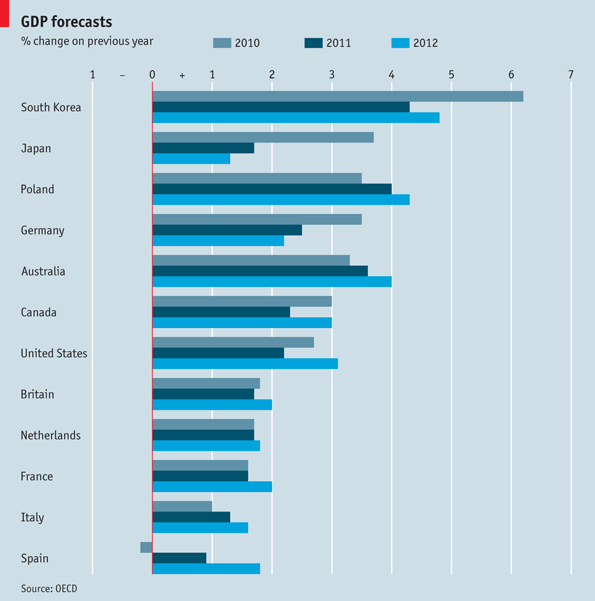 GDP forecasts
% change on previous year
2010 2011 2012
1 – 0 + 1 2 3 4 5 6 7
South Korea
Japan
Poland
Germany
Australia
Canada
United States
Britain
Netherlands
France
Italy
Spain
Source: OECD